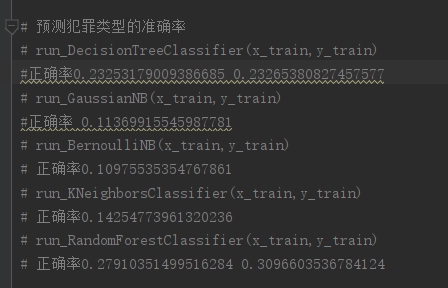 # 预测犯罪类型的准确率
# run_DecisionTreeClassifier(x_train,y_train)
#正确率0.23253179009386685 0.23265380827457577
# run_GaussianNB(x_train,y_train)
#正确率 0.11369915545987781
# run_BernoulliNB(x_train,y_train)
# 正确率0.10975535354767861
# run_KNeighborsClassifier(x_train,y_train)
# 正确率0.14254773961320236
# run_RandomForestClassifier(x_train,y_train)
# 正确率0.27910351499516284 0.3096603536784124